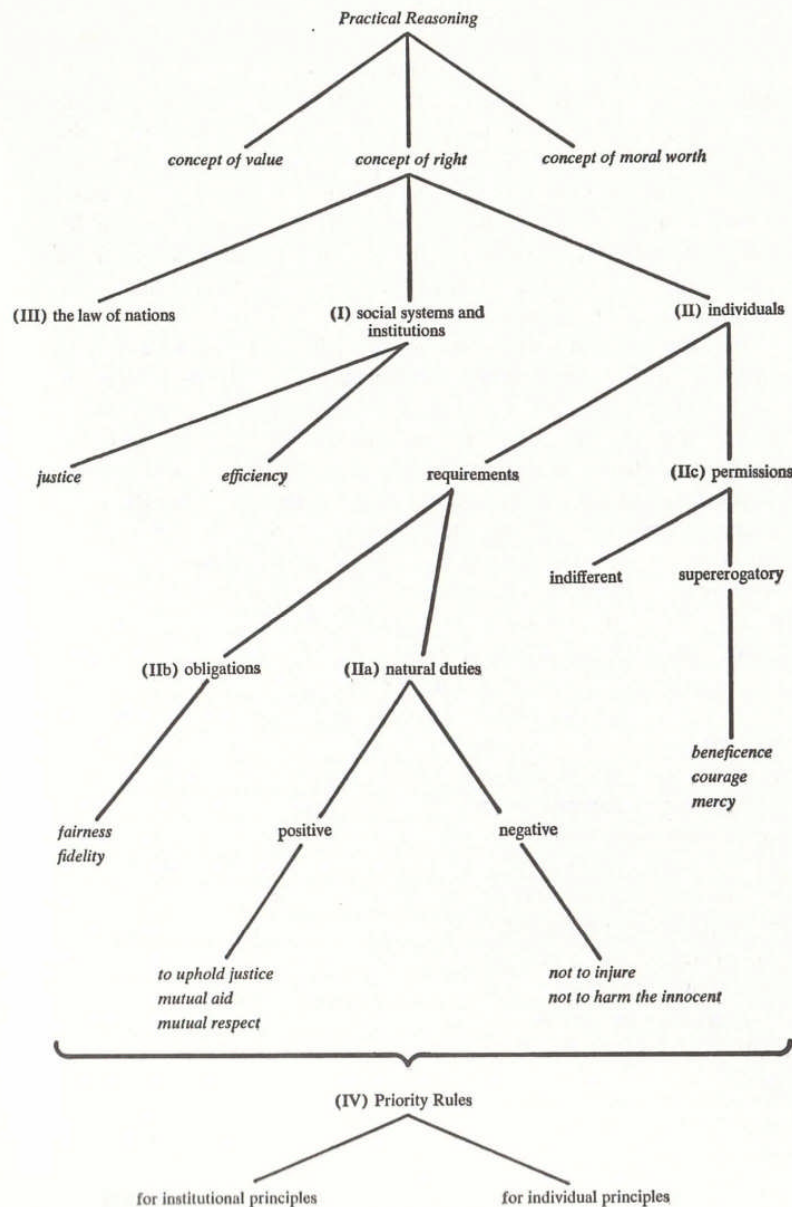 Practical Reasoning
concept of value concept of right concept of moral worth
(III) the law of nations (I) social systems and (II) individuals
institutions
justice efficiency requirements (IIc) permissions
indifferent supererogatory
(IIb) obligations (IIa) natural duties
beneficence
courage
mercy
fairness positive negative
fidelity
to uphold justice not to injure
mutual aid not to harm the innocent
mutual respect
(IV) Priority Rules
for institutional principles for individual principles